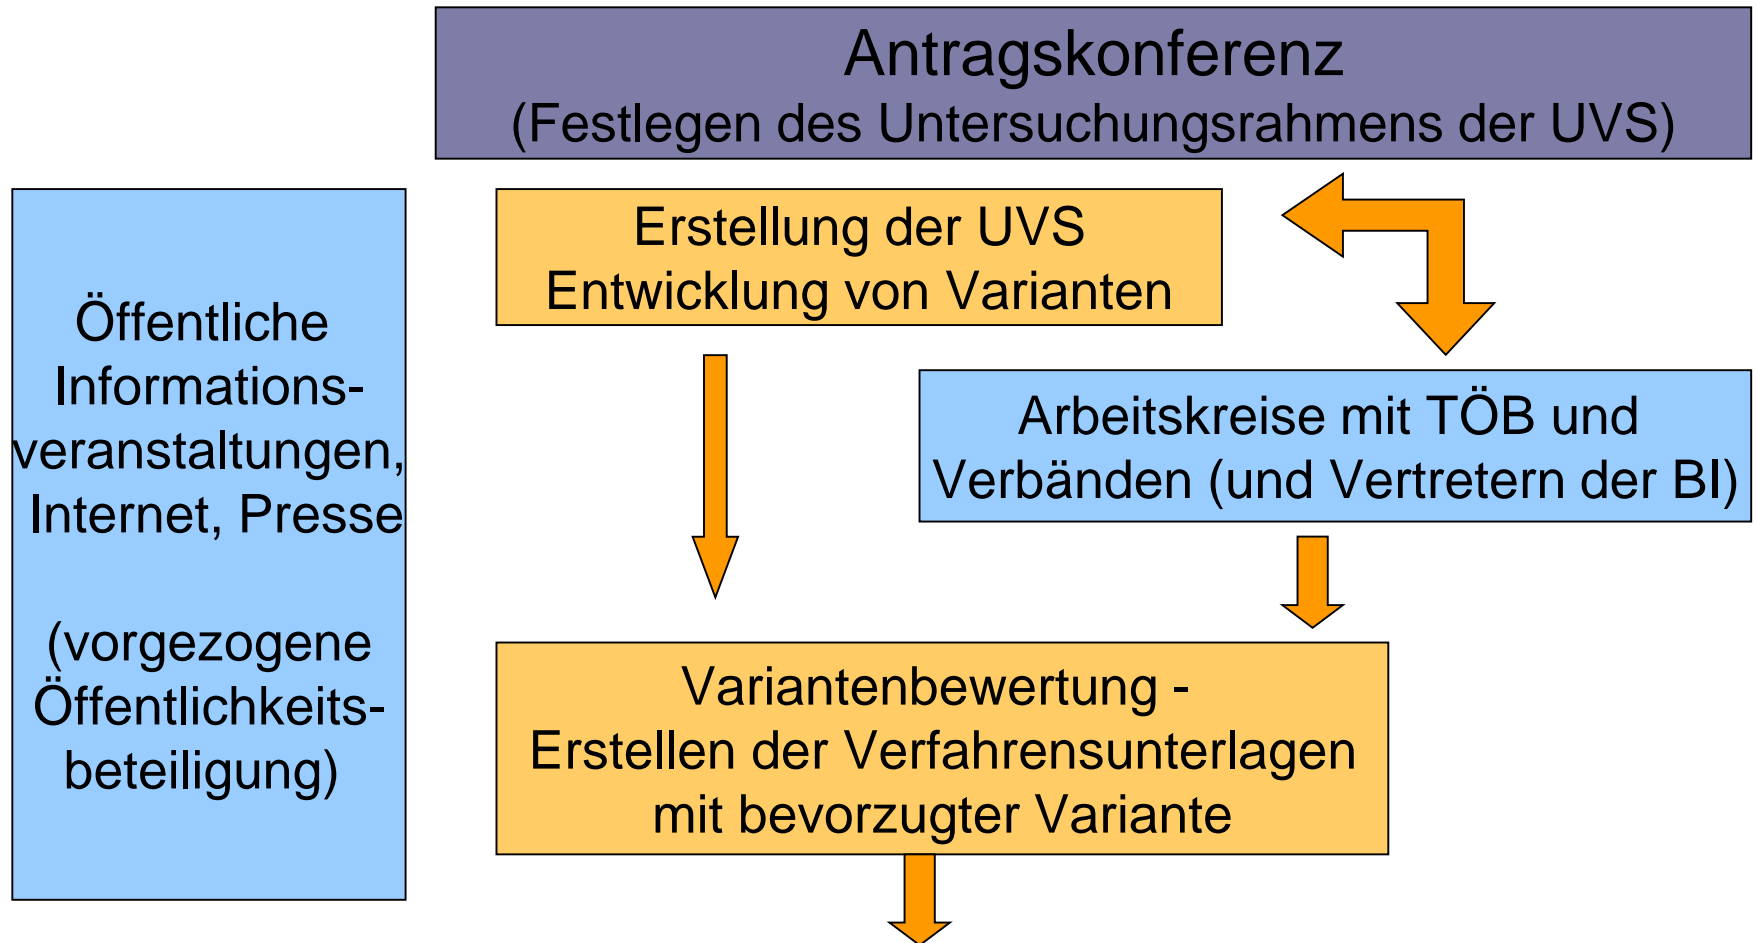 Antragskonferenz
(Festlegen des Untersuchungsrahmens der UVS)
Öffentliche
Informations-
veranstaltungen,
Internet, Presse
(vorgezogene
Öffentlichkeits-
beteiligung)
Erstellung der UVS
Entwicklung von Varianten
Arbeitskreise mit TÖB und
Verbänden (und Vertretern der BI)
Variantenbewertung -
Erstellen der Verfahrensunterlagen
mit bevorzugter Variante